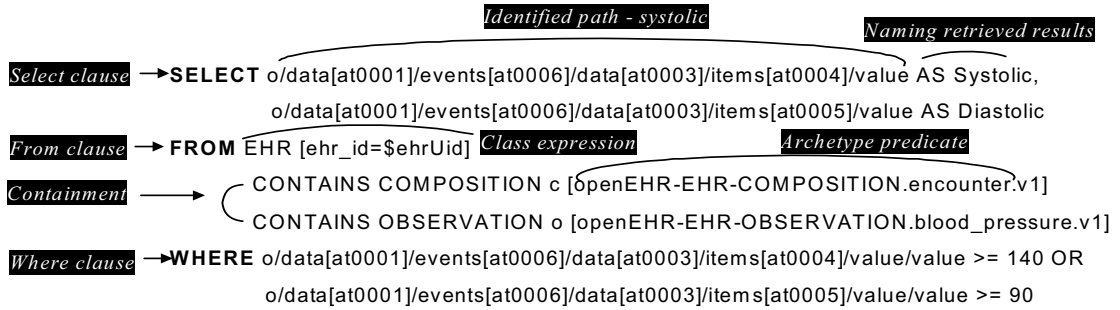 Identified path - systolic
Naming retrieved results
Select clause SELECT o/data[at0001]/events[at0006]/data[at0003]/items[at0004]/value AS Systolic,
o/data[at0001]/events[at0006]/data[at0003]/items[at0005]/value AS Diastolic
From clause FROM EHR [ehr_id=$ehrUid] Class expression Archetype predicate
Containment CONTAINS COMPOSITION c [openEHR-EHR-COMPOSITION.encounter.v1]
CONTAINS OBSERVATION o [openEHR-EHR-OBSERVATION.blood_pressure.v1]
Where clause WHERE o/data[at0001]/events[at0006]/data[at0003]/items[at0004]/value/value >= 140 OR
o/data[at0001]/events[at0006]/data[at0003]/items[at0005]/value/value >= 90